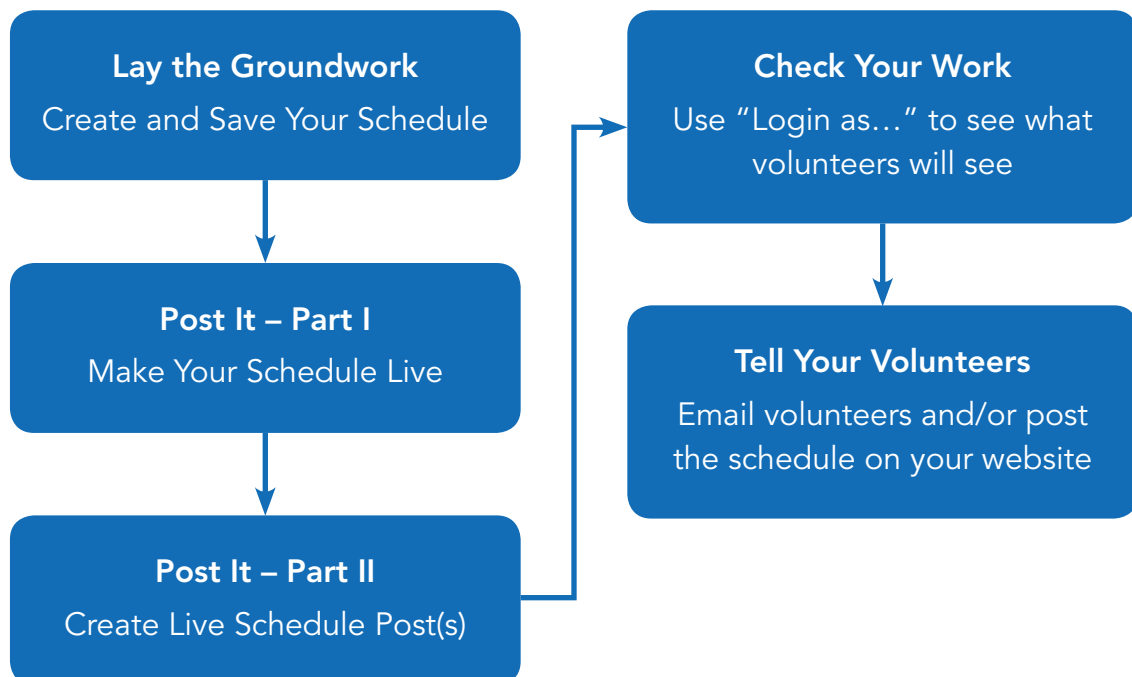 Lay the Groundwork
Create and Save Your Schedule
Post It – Part I
Make Your Schedule Live
Post It – Part II
Create Live Schedule Post(s)
Check Your Work
Use “Login as…” to see what
volunteers will see
Tell Your Volunteers
Email volunteers and/or post
the schedule on your website